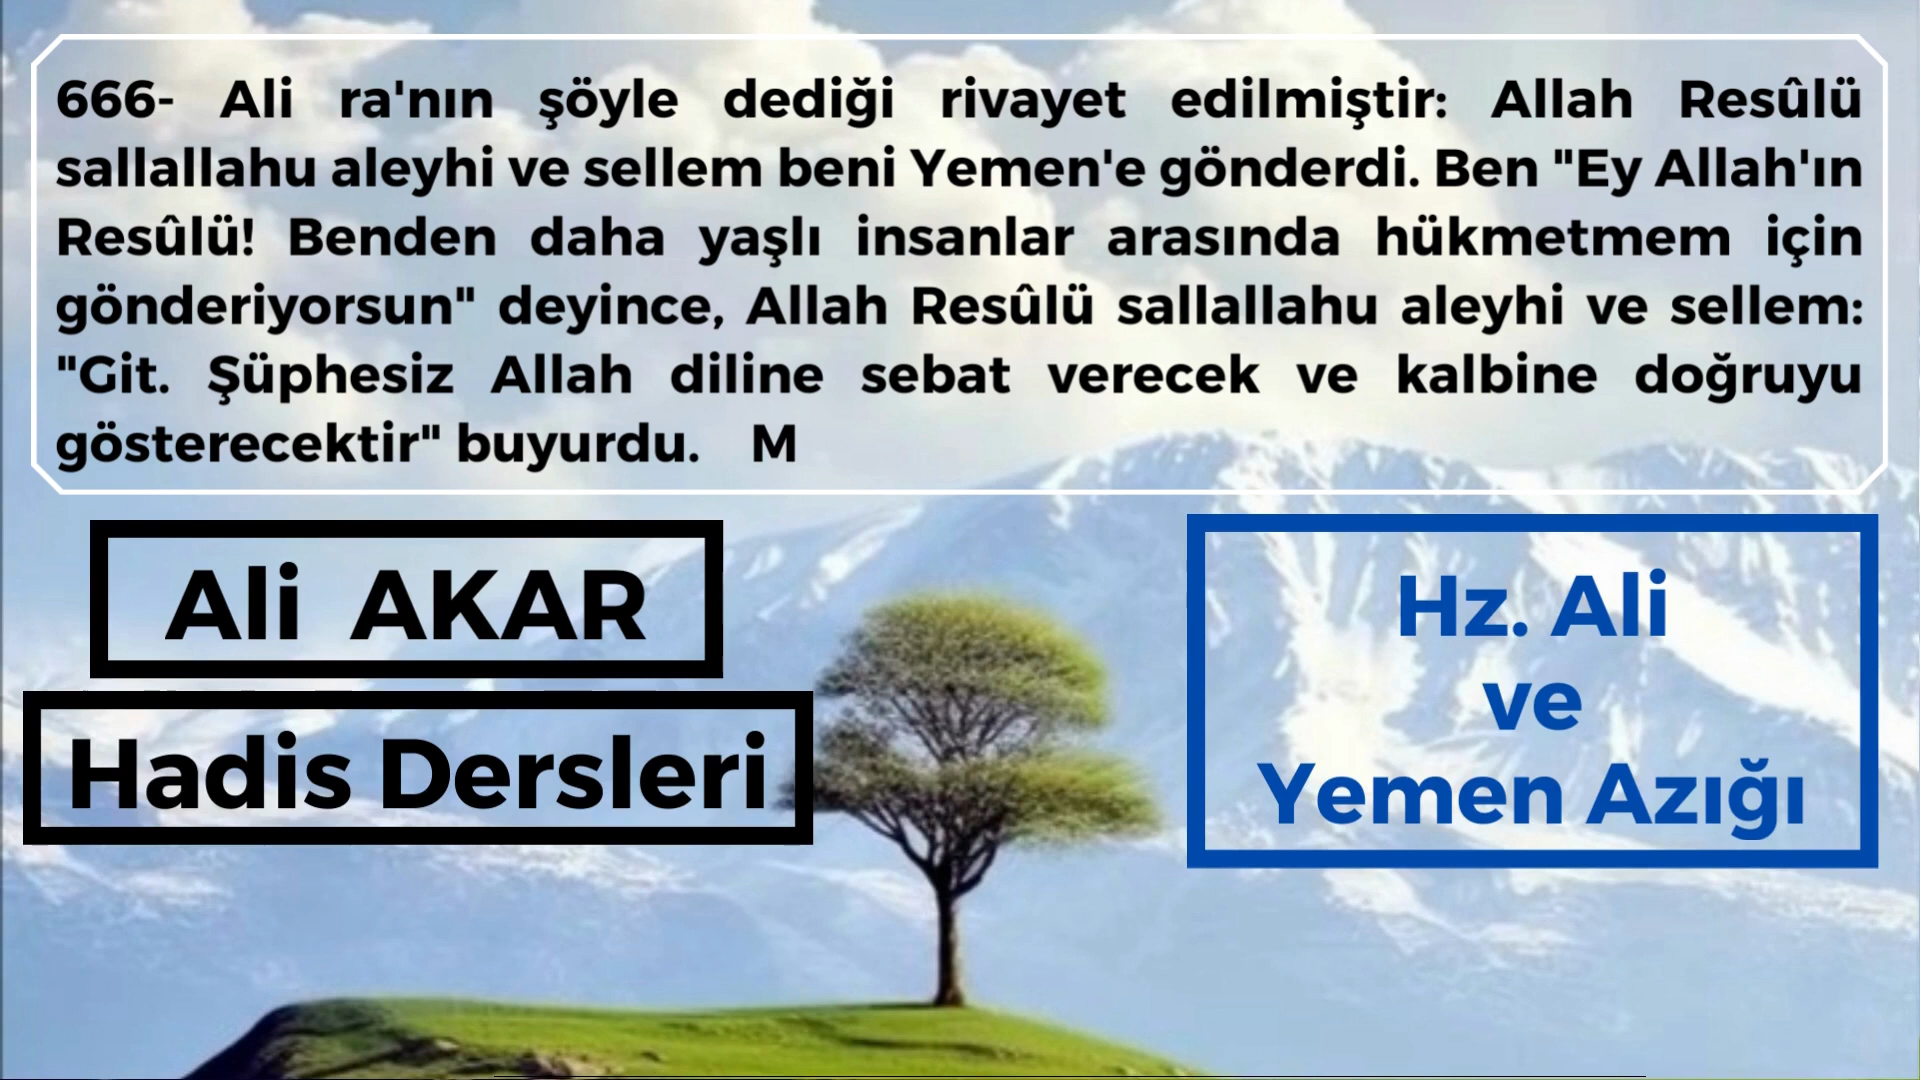 666- Ali ra'nın şöyle dediği rivayet edilmiştir: Allah Resûlü
sallallahu aleyhi ve sellem beni Yemen'e gönderdi. Ben "Ey Allah'ın
Resûlü! Benden daha yaşlı insanlar arasında hükmetmem için
gönderiyorsun" deyince, Allah Resûlü sallallahu aleyhi ve sellem:
"Git. Şüphesiz Allah diline sebat verecek ve kalbine doğruyu
gösterecektir" buyurdu. M
Ali AKAR
Hadis Dersleri
Hz. Ali
ve
Yemen Azığı